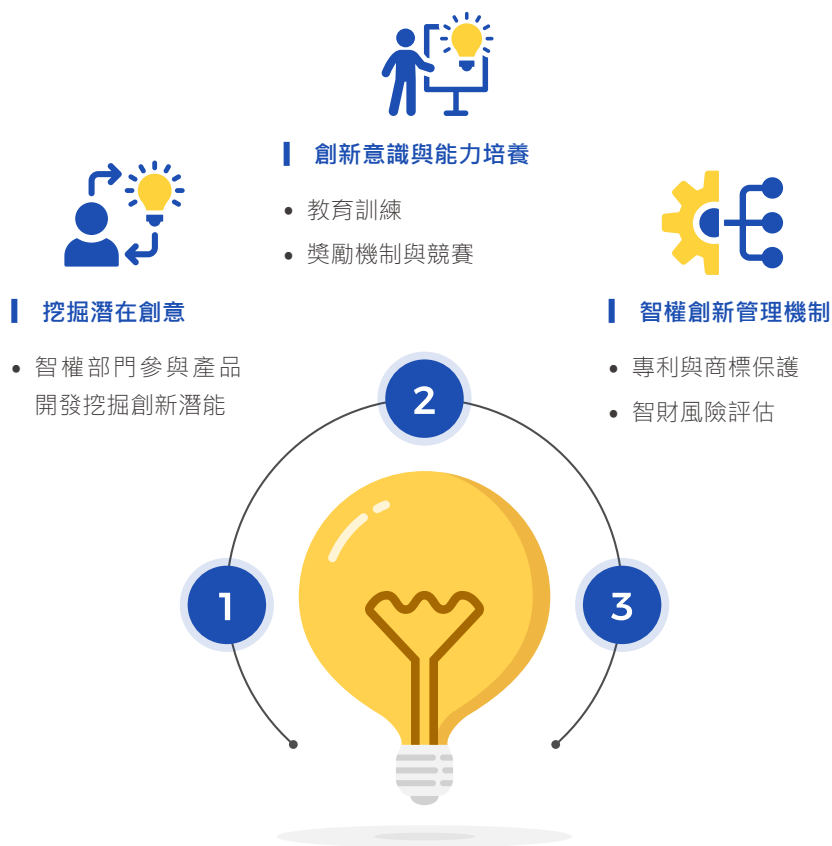 1
挖掘潛在創意
• 智權部門參與產品
開發挖掘創新潛能
2
創新意識與能力培養
• 教育訓練
• 獎勵機制與競賽
3
智權創新管理機制
• 專利與商標保護
• 智財風險評估